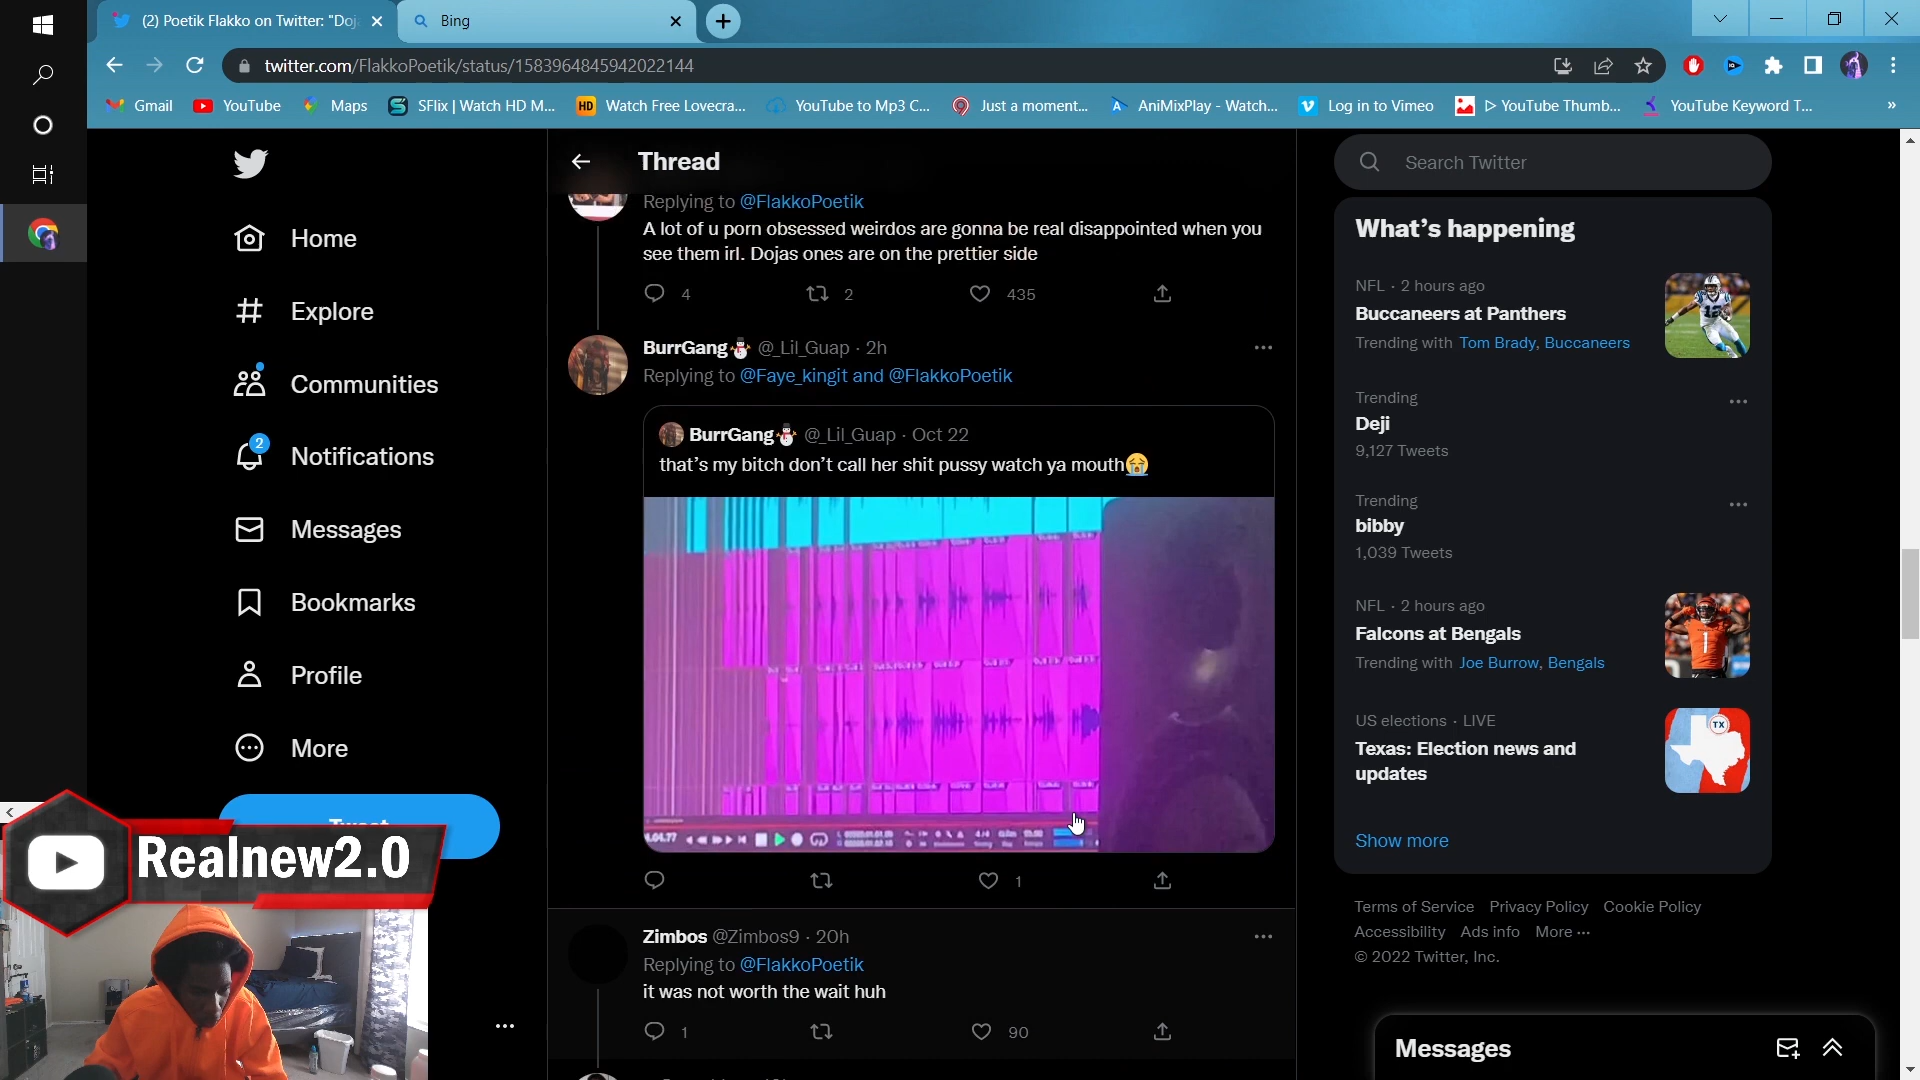 (2) Poetik Flakko on Twitter: "Doj
Bing
twitter.com/FlakkoPoetik/status/1583964845942022144
Gmail
YouTube
Maps
SFlix | Watch HD M...
HD
Watch Free Lovecra...
YouTube to Mp3 C...
Just a moment...
AniMixPlay - Watch...
Log in to Vimeo
▷ YouTube Thumb...
YouTube Keyword T...
»
Home
Explore
Communities
2
Notifications
Messages
Bookmarks
Profile
More
Realnew2.0
Thread
Replying to @FlakkoPoetik
A lot of u porn obsessed weirdos are gonna be real disappointed when you
see them irl. Dojas ones are on the prettier side
4
2
435
BurrGang⛄ @_Lil_Guap · 2h
Replying to @Faye_kingit and @FlakkoPoetik
BurrGang⛄ @_Lil_Guap · Oct 22
that's my bitch don't call her shit pussy watch ya mouth😭
1
Zimbos @Zimbos9 · 20h
Replying to @FlakkoPoetik
it was not worth the wait huh
1
90
Search Twitter
What's happening
NFL · 2 hours ago
Buccaneers at Panthers
Trending with Tom Brady, Buccaneers
Trending
Deji
9,127 Tweets
Trending
bibby
1,039 Tweets
NFL · 2 hours ago
Falcons at Bengals
Trending with Joe Burrow, Bengals
US elections · LIVE
Texas: Election news and
updates
TX
Show more
Terms of Service Privacy Policy Cookie Policy
Accessibility Ads info More ···
© 2022 Twitter, Inc.
Messages